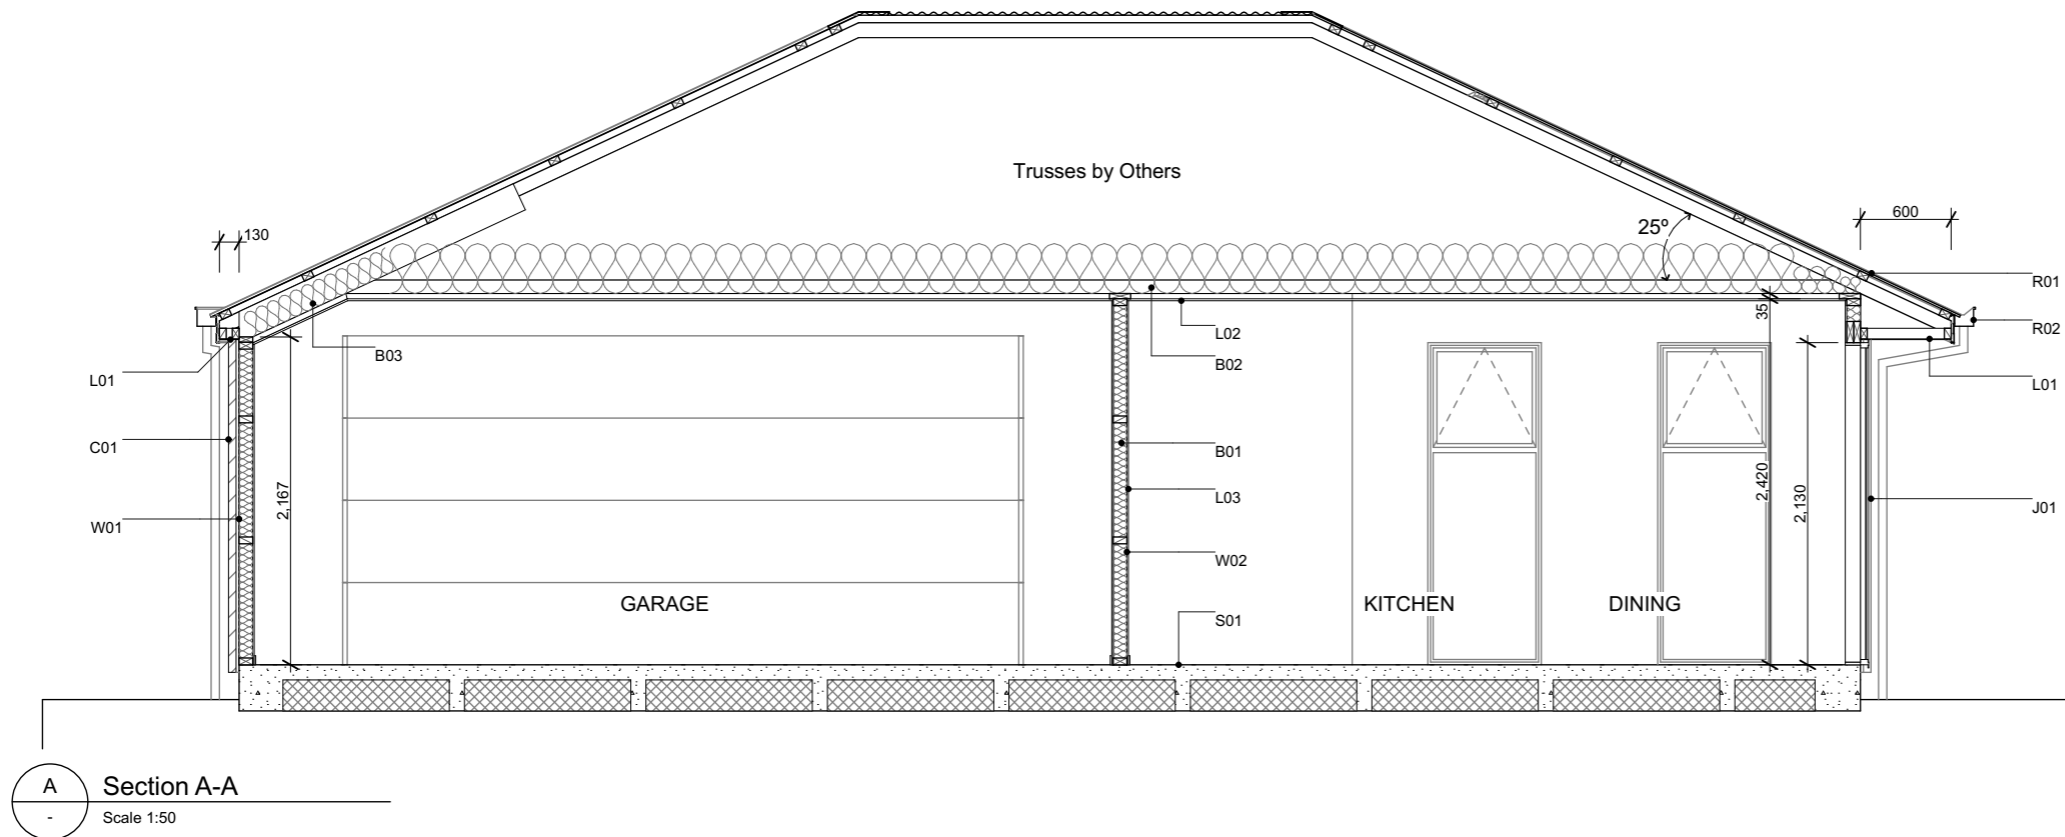 Trusses by Others
25º
130
600
R01
R02
35
L02
B03
B02
L01
L01
C01
B01
2,167
2,420
2,130
L03
J01
W01
W02
GARAGE
KITCHEN
DINING
S01
A
-
Section A-A
Scale 1:50